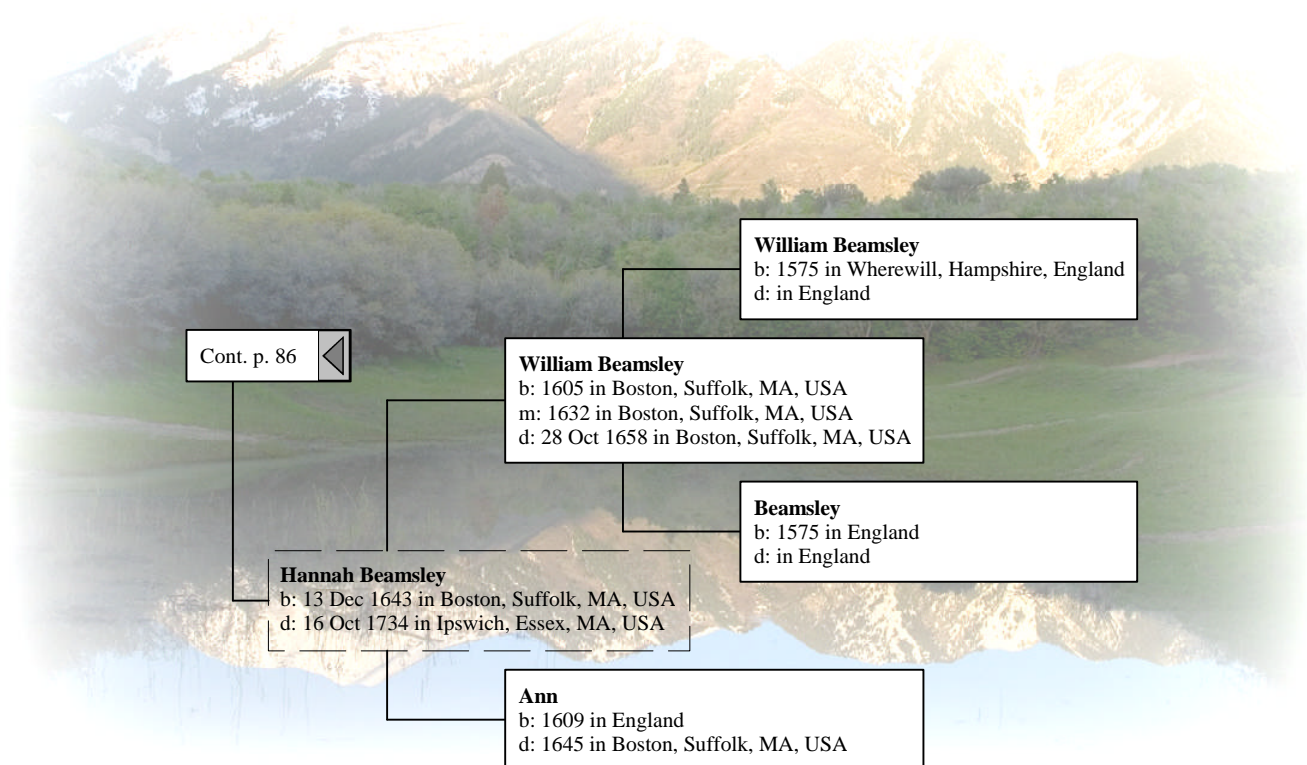 William Beamsley
b: 1575 in Wherewill, Hampshire, England
d: in England
Cont. p. 86
William Beamsley
b: 1605 in Boston, Suffolk, MA, USA
m: 1632 in Boston, Suffolk, MA, USA
d: 28 Oct 1658 in Boston, Suffolk, MA, USA
Beamsley
b: 1575 in England
d: in England
Hannah Beamsley
b: 13 Dec 1643 in Boston, Suffolk, MA, USA
d: 16 Oct 1734 in Ipswich, Essex, MA, USA
Ann
b: 1609 in England
d: 1645 in Boston, Suffolk, MA, USA